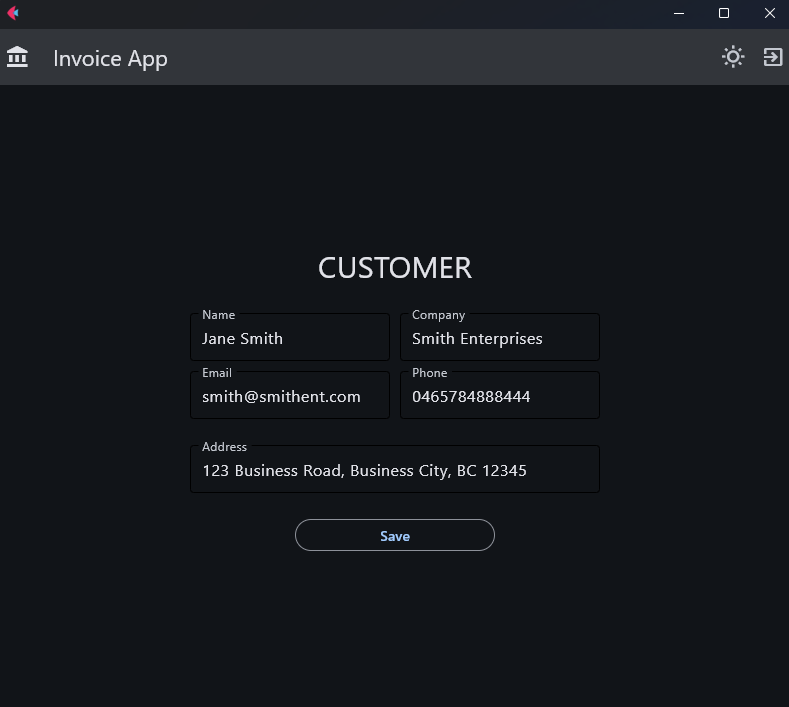 Invoice App
CUSTOMER
Name
Company
Jane Smith
Smith Enterprises
Email
Phone
smith@smithent.com
0465784888444
Address
123 Business Road, Business City, BC 12345
Save